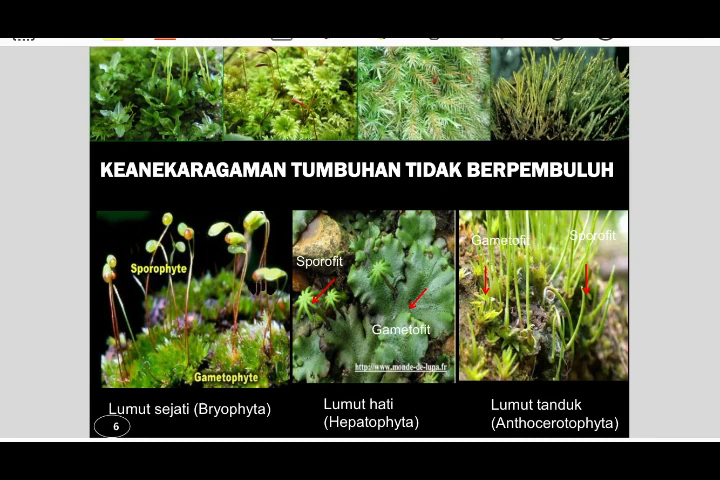 KEANEKARAGAMAN TUMBUHAN TIDAK BERPEMBULUH
Sporophyte
Gametophyte
Sporofit
Gametofit
http://www.monde-de-lupa.fr
Gametofit
Sporofit
Lumut sejati (Bryophyta)
Lumut hati
(Hepatophyta)
Lumut tanduk
(Anthocerotophyta)
6